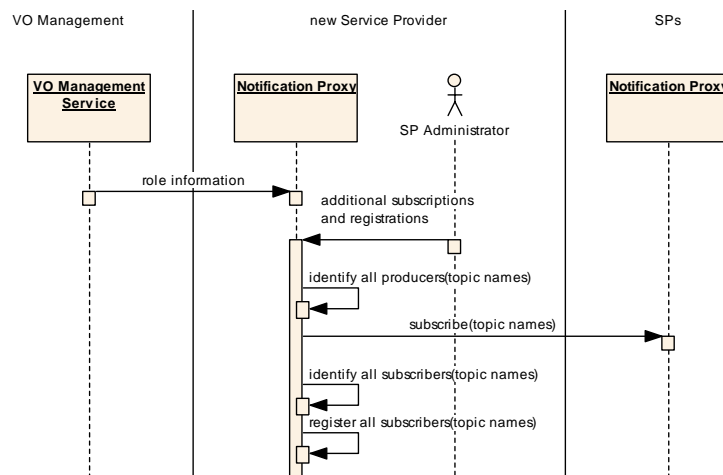 VO Management
new Service Provider
SPs
VO Management
Service
Notification Proxy
SP Administrator
Notification Proxy
role information
additional subscriptions
and registrations
identify all producers(topic names)
subscribe(topic names)
identify all subscribers(topic names)
register all subscribers(topic names)